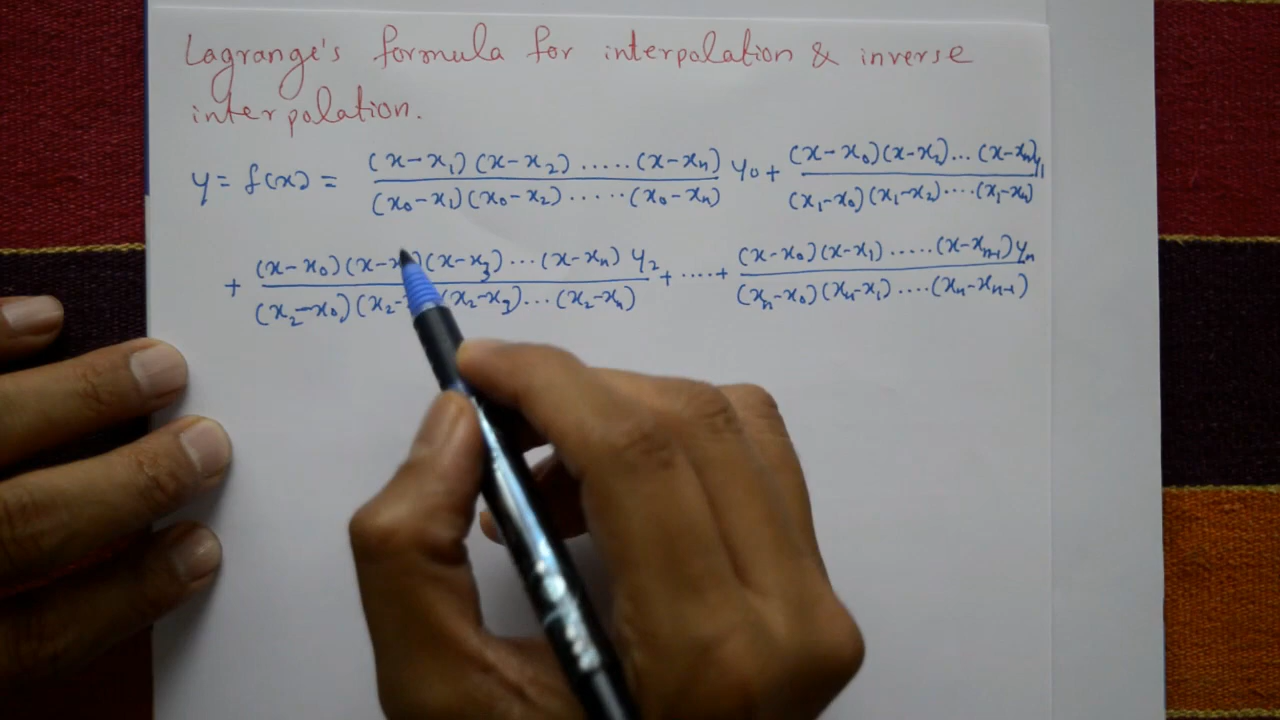 Lagrange's formula for interpolation & inverse
interpolation.
y = f(x) = (x-x₁)(x-x₂).....(x-xₙ) / (x₀-x₁)(x₀-x₂).....(x₀-xₙ) y₀ + (x-x₀)(x-x₂)...(x-xₙ) / (x₁-x₀)(x₁-x₂)....(x₁-xₙ) y₁
+ (x-x₀)(x- )(x-x₃)...(x-xₙ) y₂ / (x₂-x₀)(x₂- (x₂-x₃)...(x₂-xₙ) + .....+ (x-x₀)(x-x₁).....(x-xₙ₋₁)yₙ / (xₙ-x₀)(xₙ-x₁)....(xₙ-xₙ₋₁)